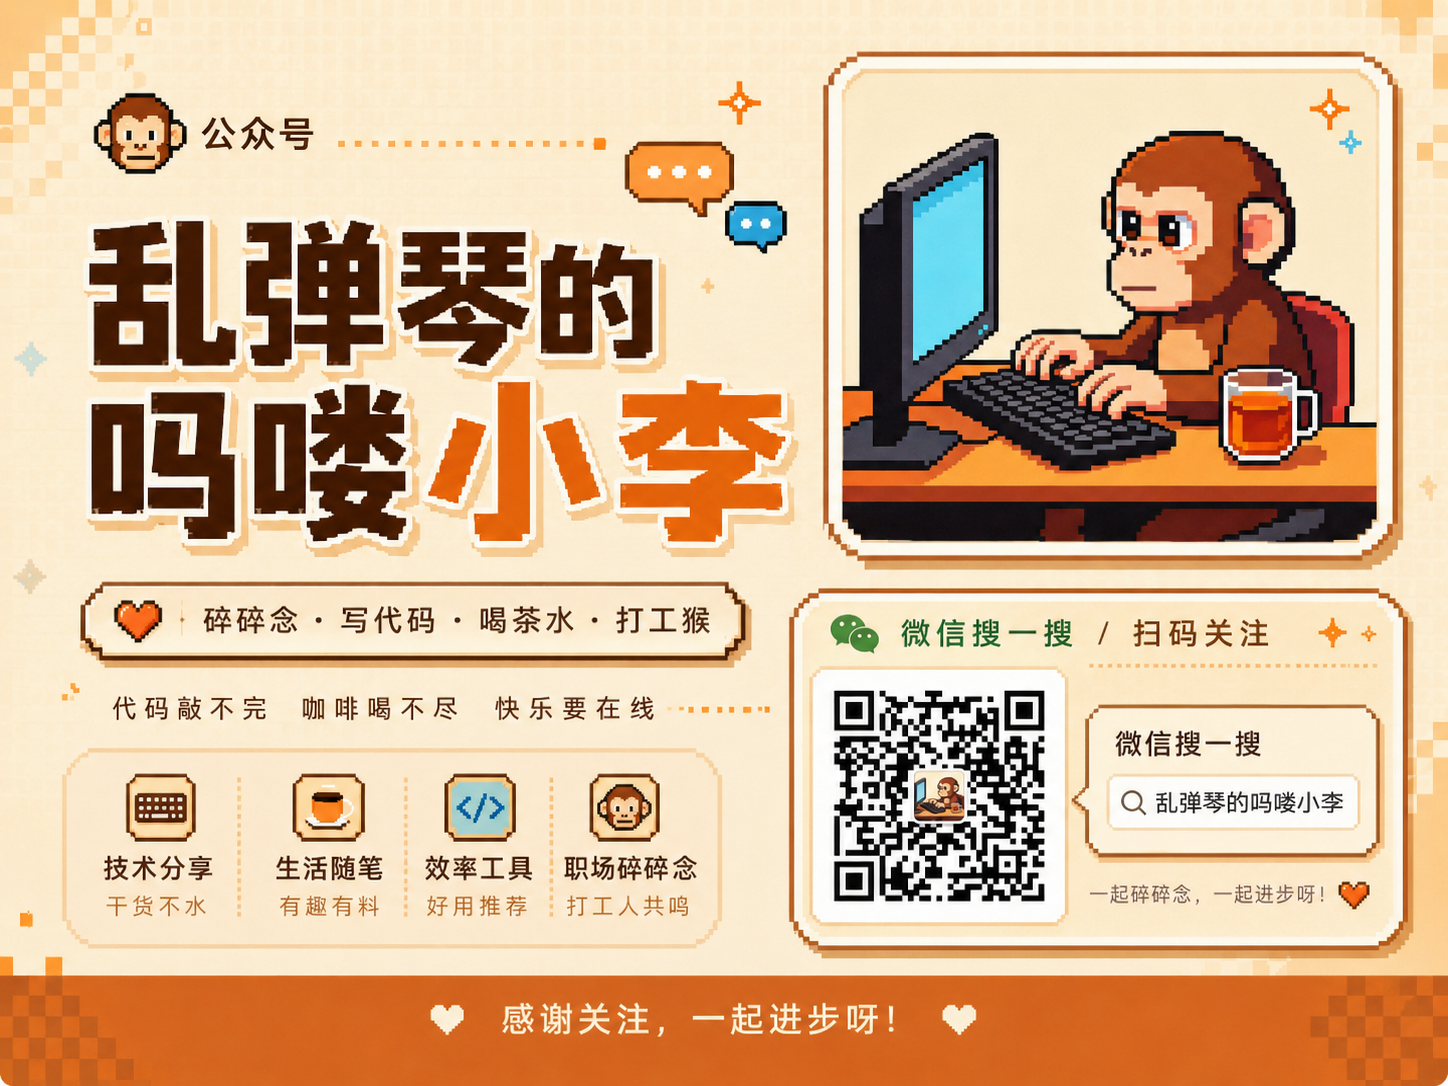 公众号
乱弹琴的
吗喽小李
碎碎念 · 写代码 · 喝茶水 · 打工猴
代码敲不完 咖啡喝不尽 快乐要在线
技术分享
干货不水
生活随笔
有趣有料
效率工具
好用推荐
职场碎碎念
打工人共鸣
微信搜一搜 / 扫码关注
微信搜一搜
乱弹琴的吗喽小李
一起碎碎念，一起进步呀！
感谢关注，一起进步呀！